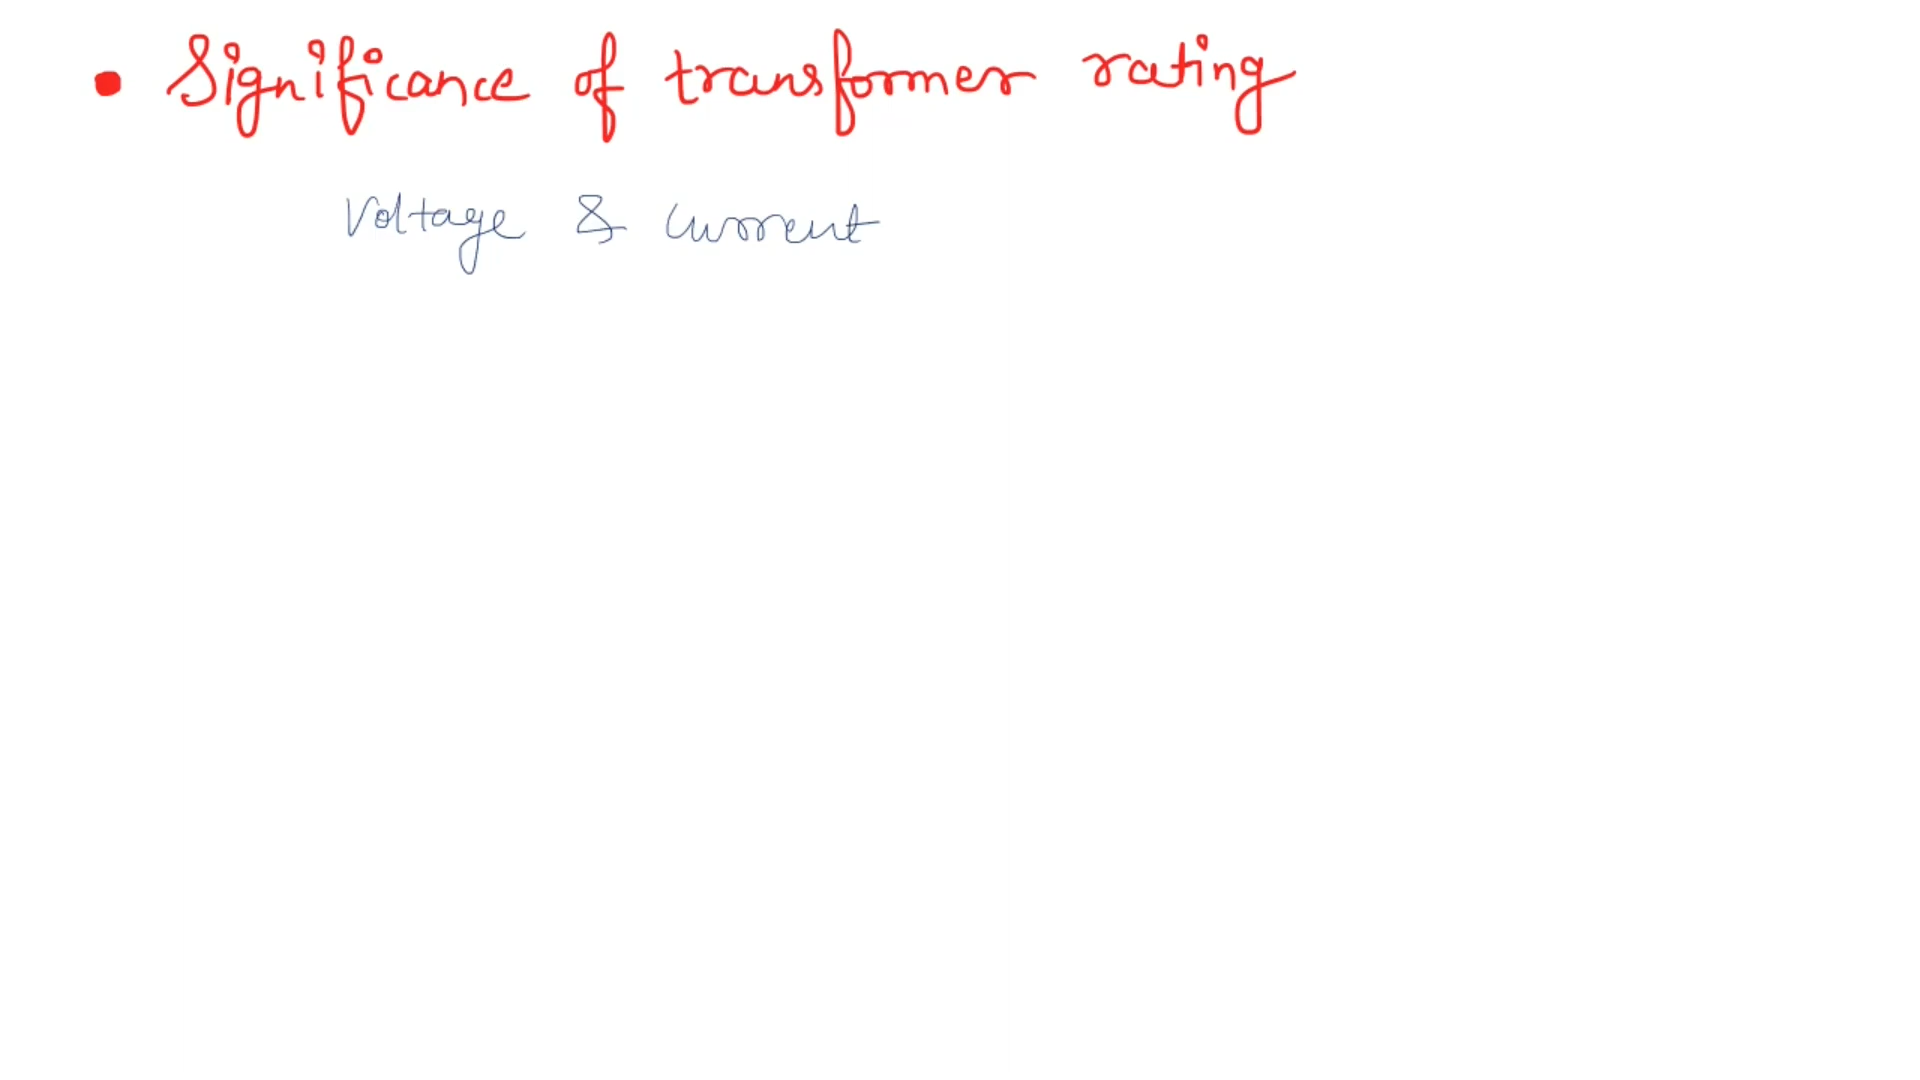 • Significance of transformer rating
Voltage & current